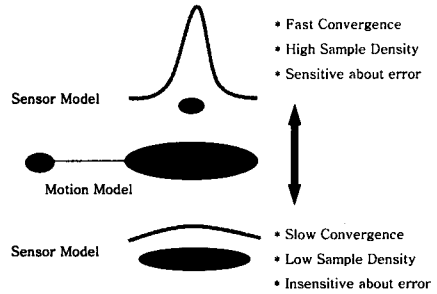 * Fast Convergence
* High Sample Density
* Sensitive about error
Sensor Model
Motion Model
Sensor Model
* Slow Convergence
* Low Sample Density
* Insensitive about error